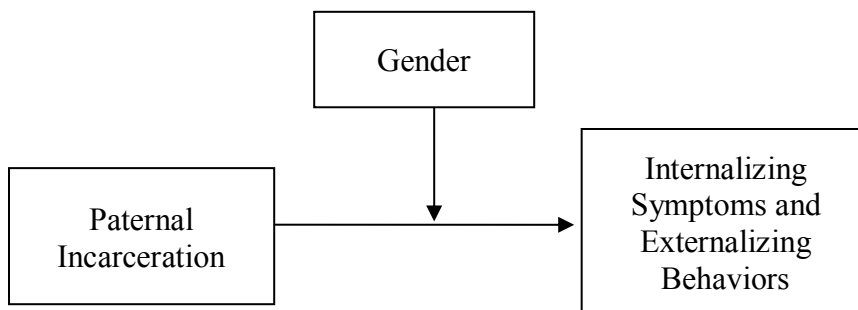 Gender
Paternal
Incarceration
Internalizing
Symptoms and
Externalizing
Behaviors